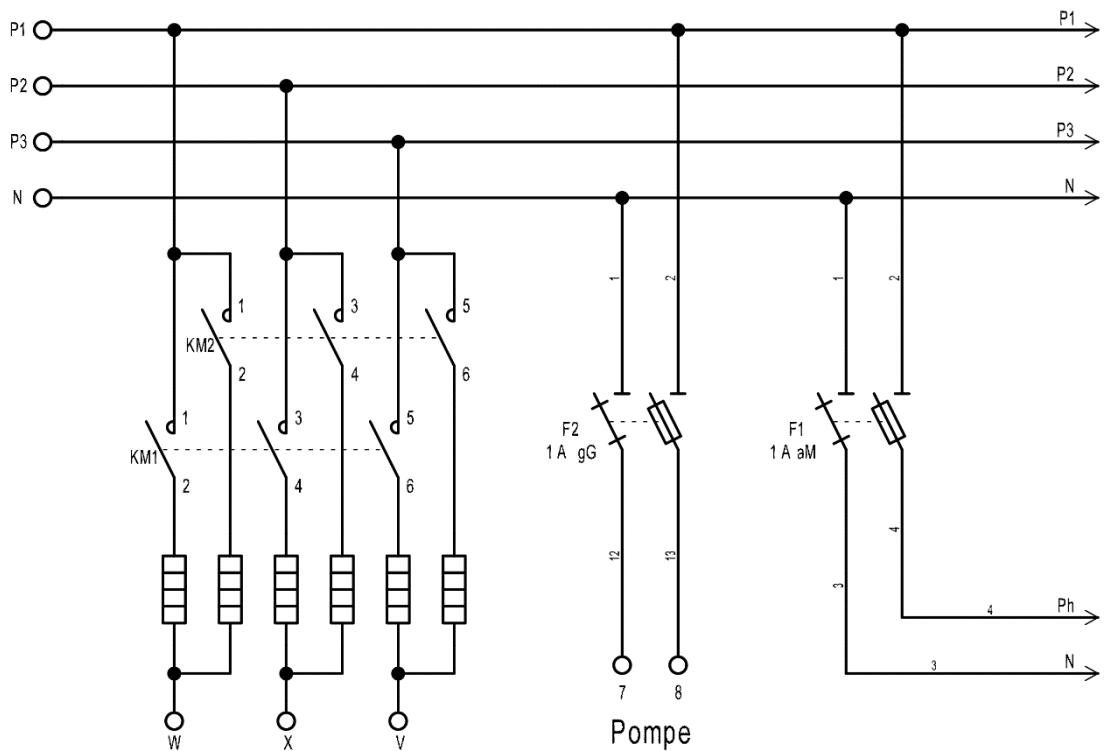 P1 P1
P2 P2
P3 P3
N N
1 2 1 2
1 3 5
KM2
2 4 6
1 3 5
F2 F1
KM1 1 A gG 1 A aM
2 4 6
4
12 13 3
4 Ph
3 N
7 8
W X V Pompe